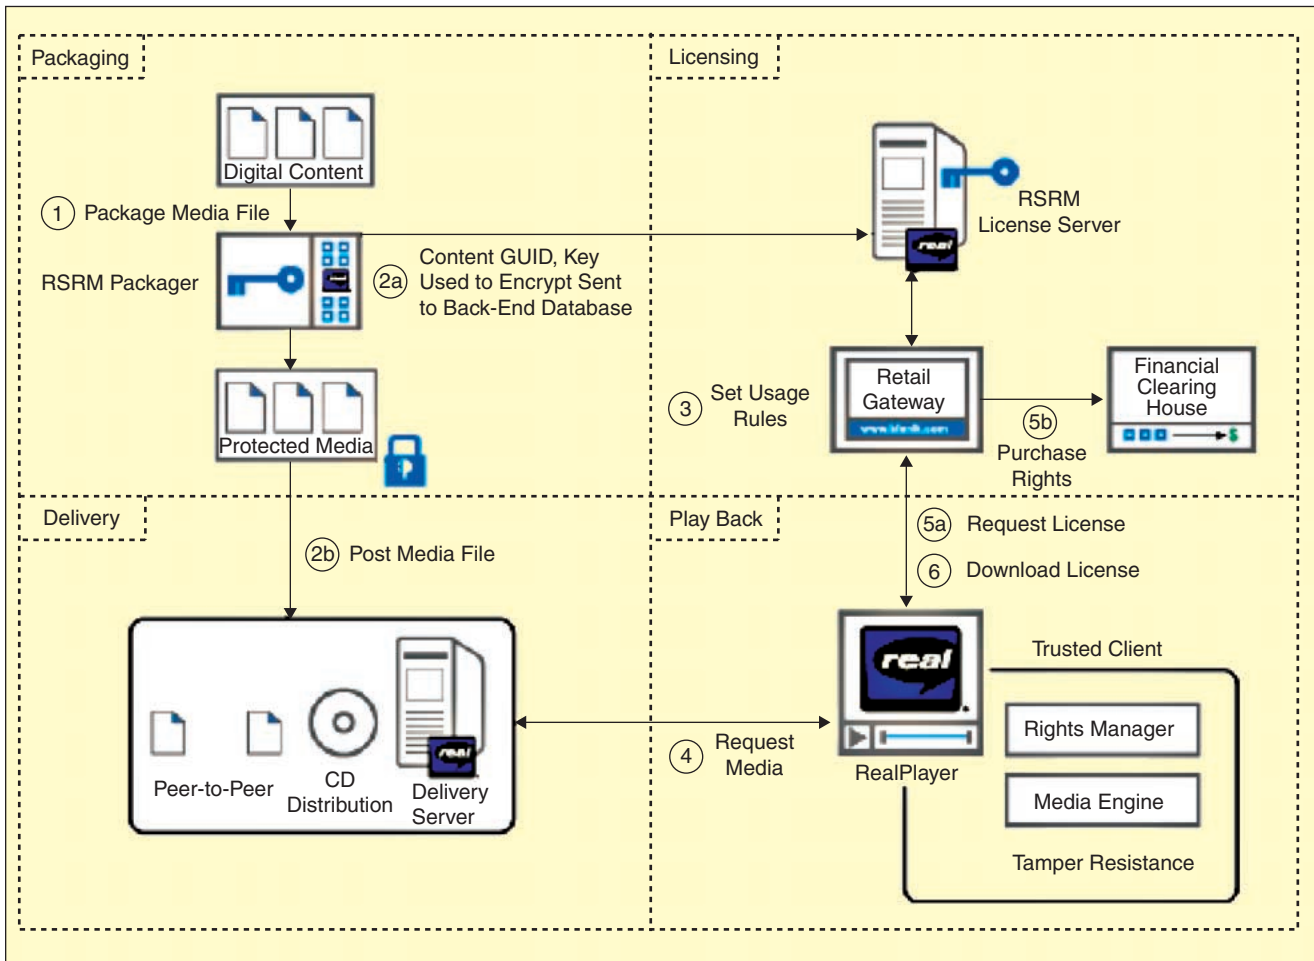 Packaging
Digital Content
1 Package Media File
RSRM Packager
real
2a Content GUID, Key
Used to Encrypt Sent
to Back-End Database
Protected Media
Licensing
RSRM
License Server
real
3 Set Usage
Rules
Retail
Gateway
Financial
Clearing
House
$
5b
Purchase
Rights
Delivery
2b Post Media File
Peer-to-Peer
CD
Distribution
real
Delivery
Server
Play Back
5a Request License
6 Download License
4 Request
Media
real
RealPlayer
Trusted Client
Rights Manager
Media Engine
Tamper Resistance